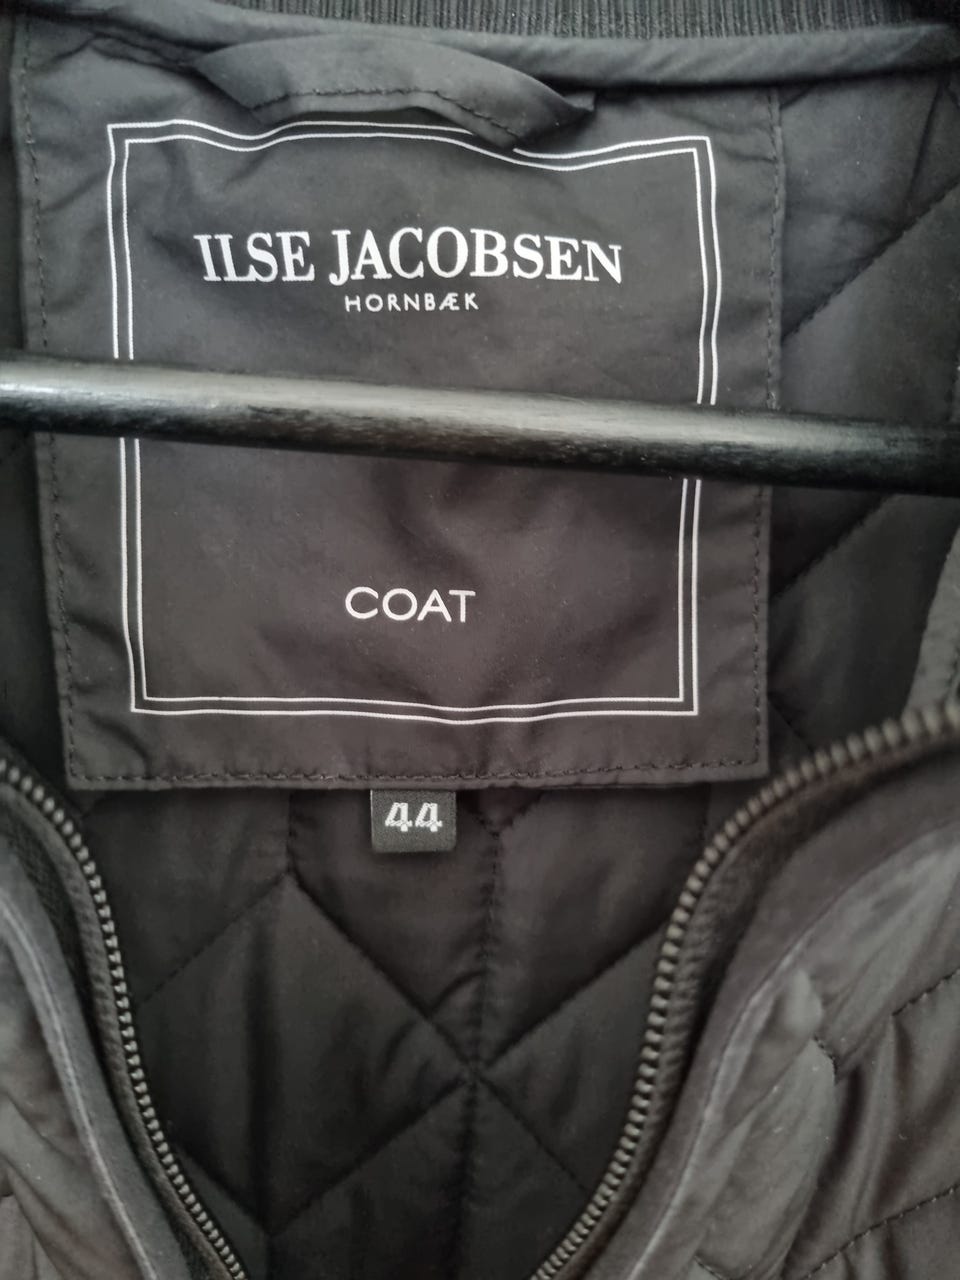 ILSE JACOBSEN
HORNBÆK
COAT
44